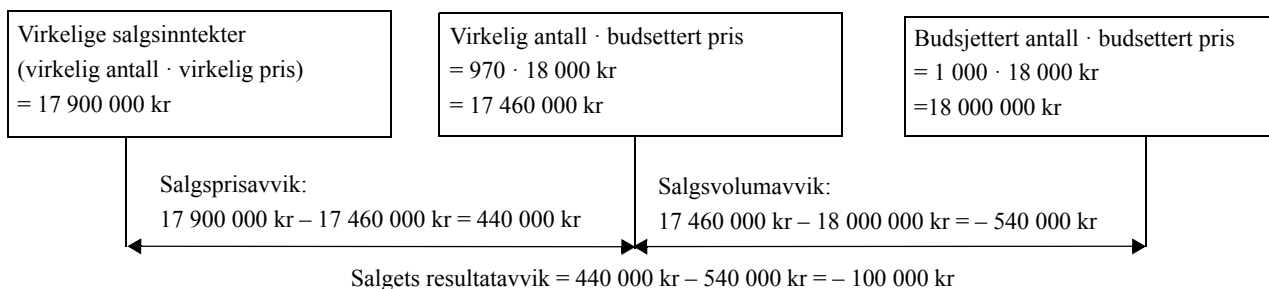 Virkelige salgsinntekter
(virkelig antall · virkelig pris)
= 17 900 000 kr
Virkelig antall · budsettert pris
= 970 · 18 000 kr
= 17 460 000 kr
Budsjettert antall · budsettert pris
= 1 000 · 18 000 kr
=18 000 000 kr
Salgsprisavvik:
17 900 000 kr – 17 460 000 kr = 440 000 kr
Salgsvolumavvik:
17 460 000 kr – 18 000 000 kr = – 540 000 kr
Salgets resultatavvik = 440 000 kr – 540 000 kr = – 100 000 kr